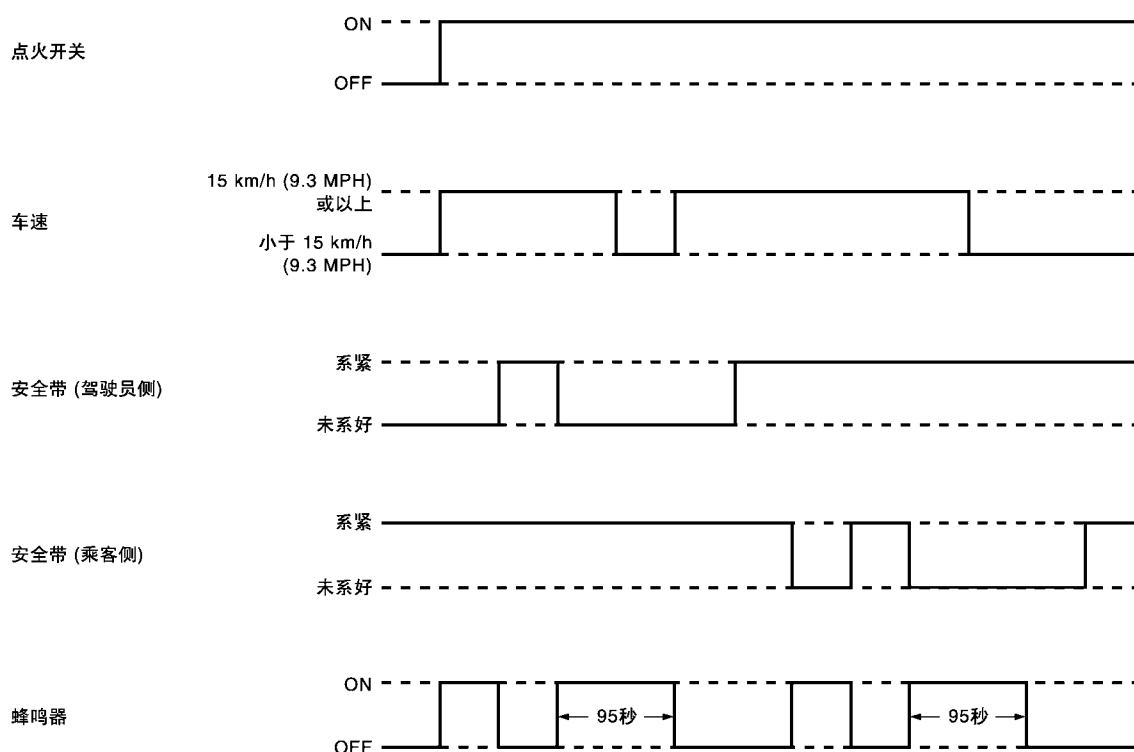 点火开关
ON
OFF
车速
15 km/h (9.3 MPH)
或以上
小于 15 km/h
(9.3 MPH)
安全带 (驾驶员侧)
系紧
未系好
安全带 (乘客侧)
系紧
未系好
蜂鸣器
ON
95秒
95秒
OFF